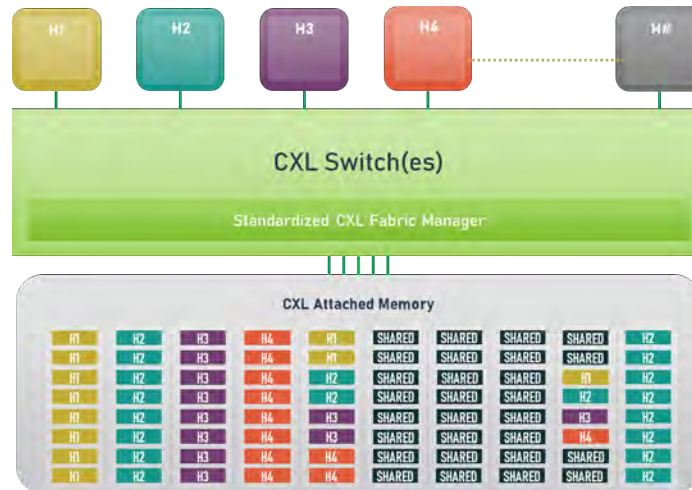 H1 H2 H3 H4 H#
CXL Switch(es)
Standardized CXL Fabric Manager
CXL Attached Memory
H1 H2 H3 H4 H1 SHARED SHARED SHARED SHARED H2
H1 H2 H3 H4 H1 SHARED SHARED SHARED SHARED H2
H1 H2 H3 H4 H2 SHARED SHARED SHARED H1 H2
H1 H2 H3 H4 H2 SHARED SHARED SHARED H2 H2
H1 H2 H3 H4 H3 SHARED SHARED SHARED H3 H2
H1 H2 H3 H4 H3 SHARED SHARED SHARED H4 H2
H1 H2 H3 H4 H4 SHARED SHARED SHARED SHARED H2
H1 H2 H3 H4 H4 SHARED SHARED SHARED SHARED H2